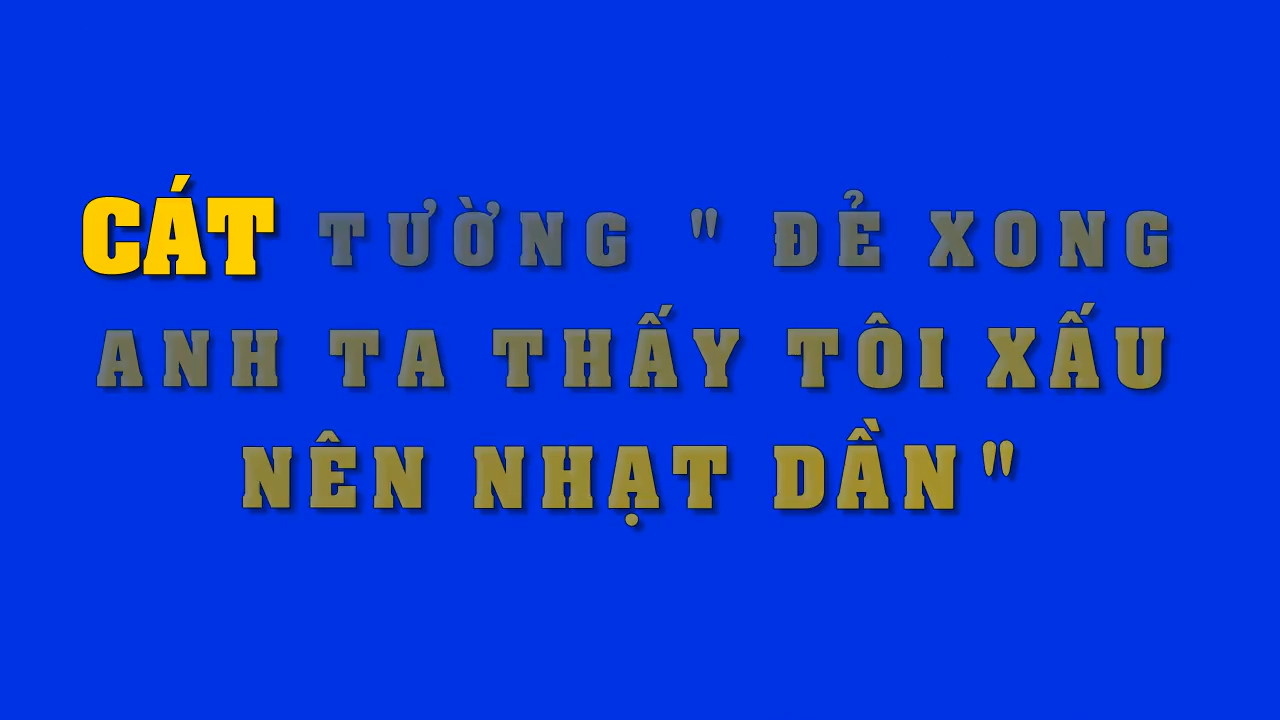 CÁT TƯỜNG " ĐẺ XONG
ANH TA THẤY TÔI XẤU
NÊN NHẠT DẦN"